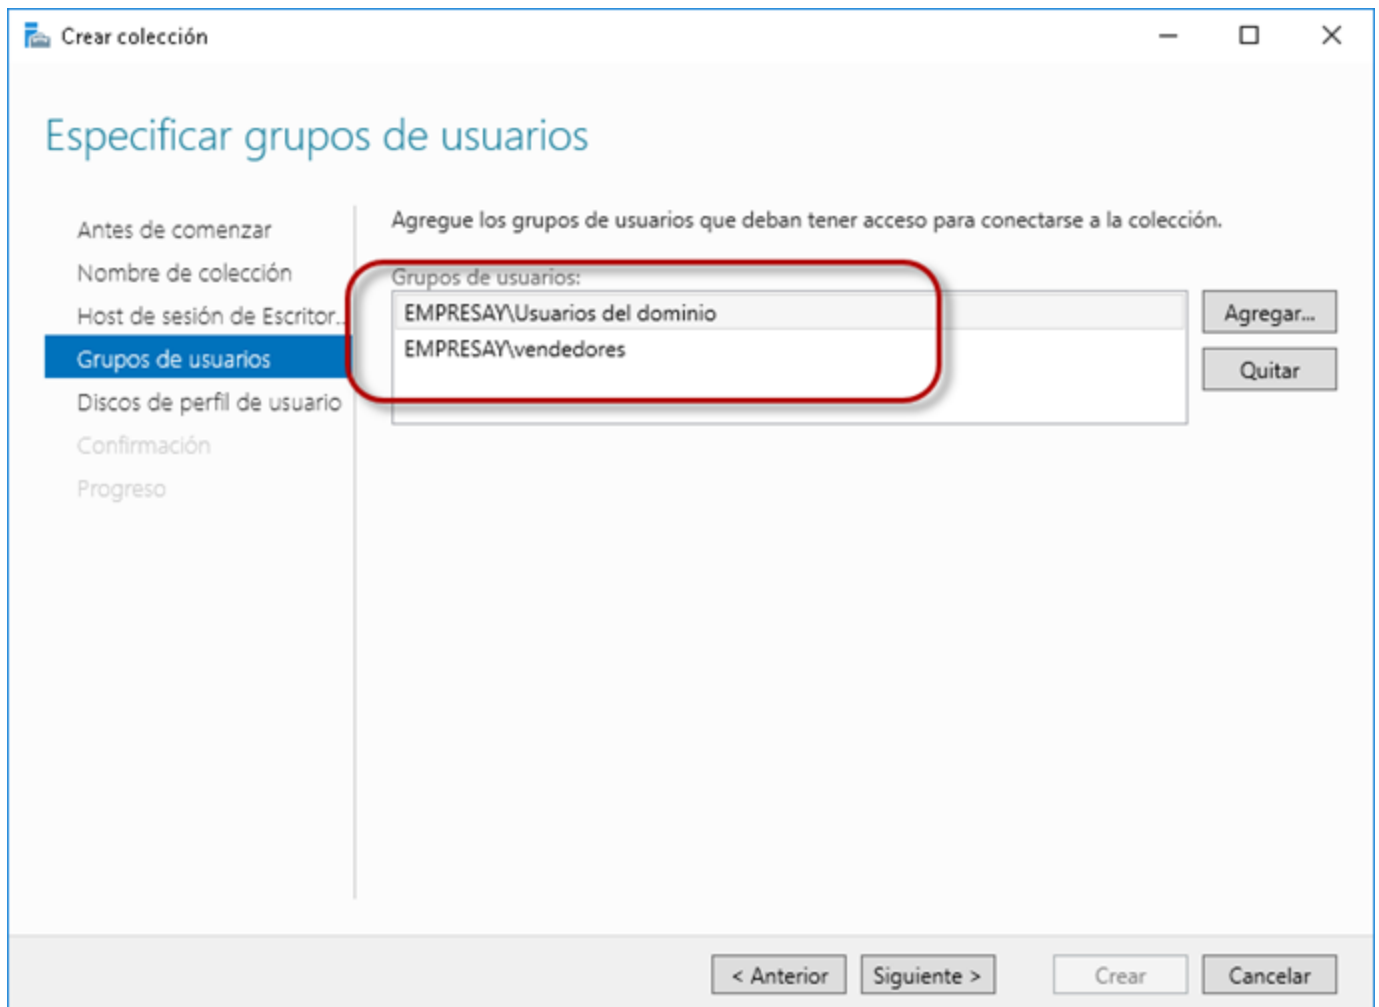 Crear colección
Especificar grupos de usuarios
Antes de comenzar
Nombre de colección
Host de sesión de Escritor...
Grupos de usuarios
Discos de perfil de usuario
Confirmación
Progreso
Agregue los grupos de usuarios que deban tener acceso para conectarse a la colección.
Grupos de usuarios:
EMPRESAY\Usuarios del dominio
EMPRESAY\vendedores
Agregar...
Quitar
< Anterior
Siguiente >
Crear
Cancelar